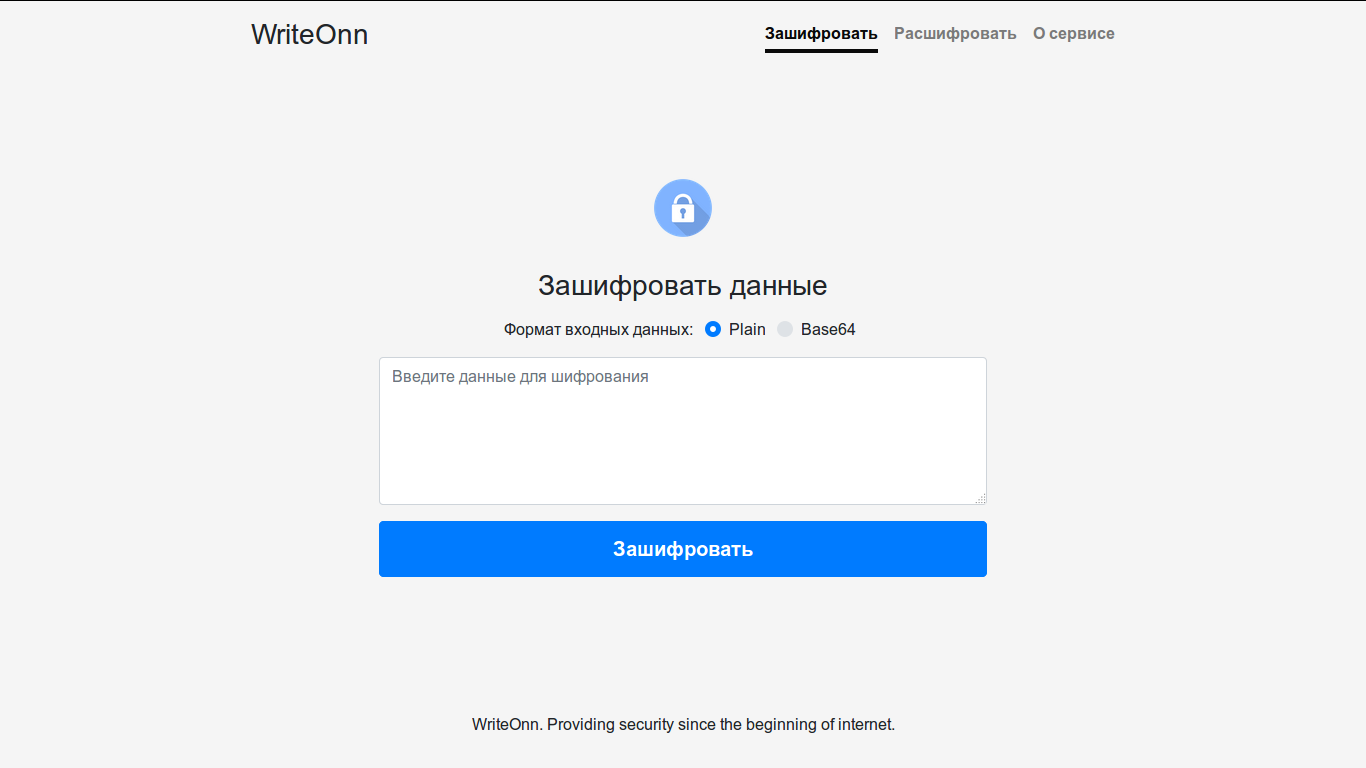 WriteOnn
Зашифровать Расшифровать О сервисе
Зашифровать данные
Формат входных данных: Plain Base64
Введите данные для шифрования
Зашифровать
WriteOnn. Providing security since the beginning of internet.